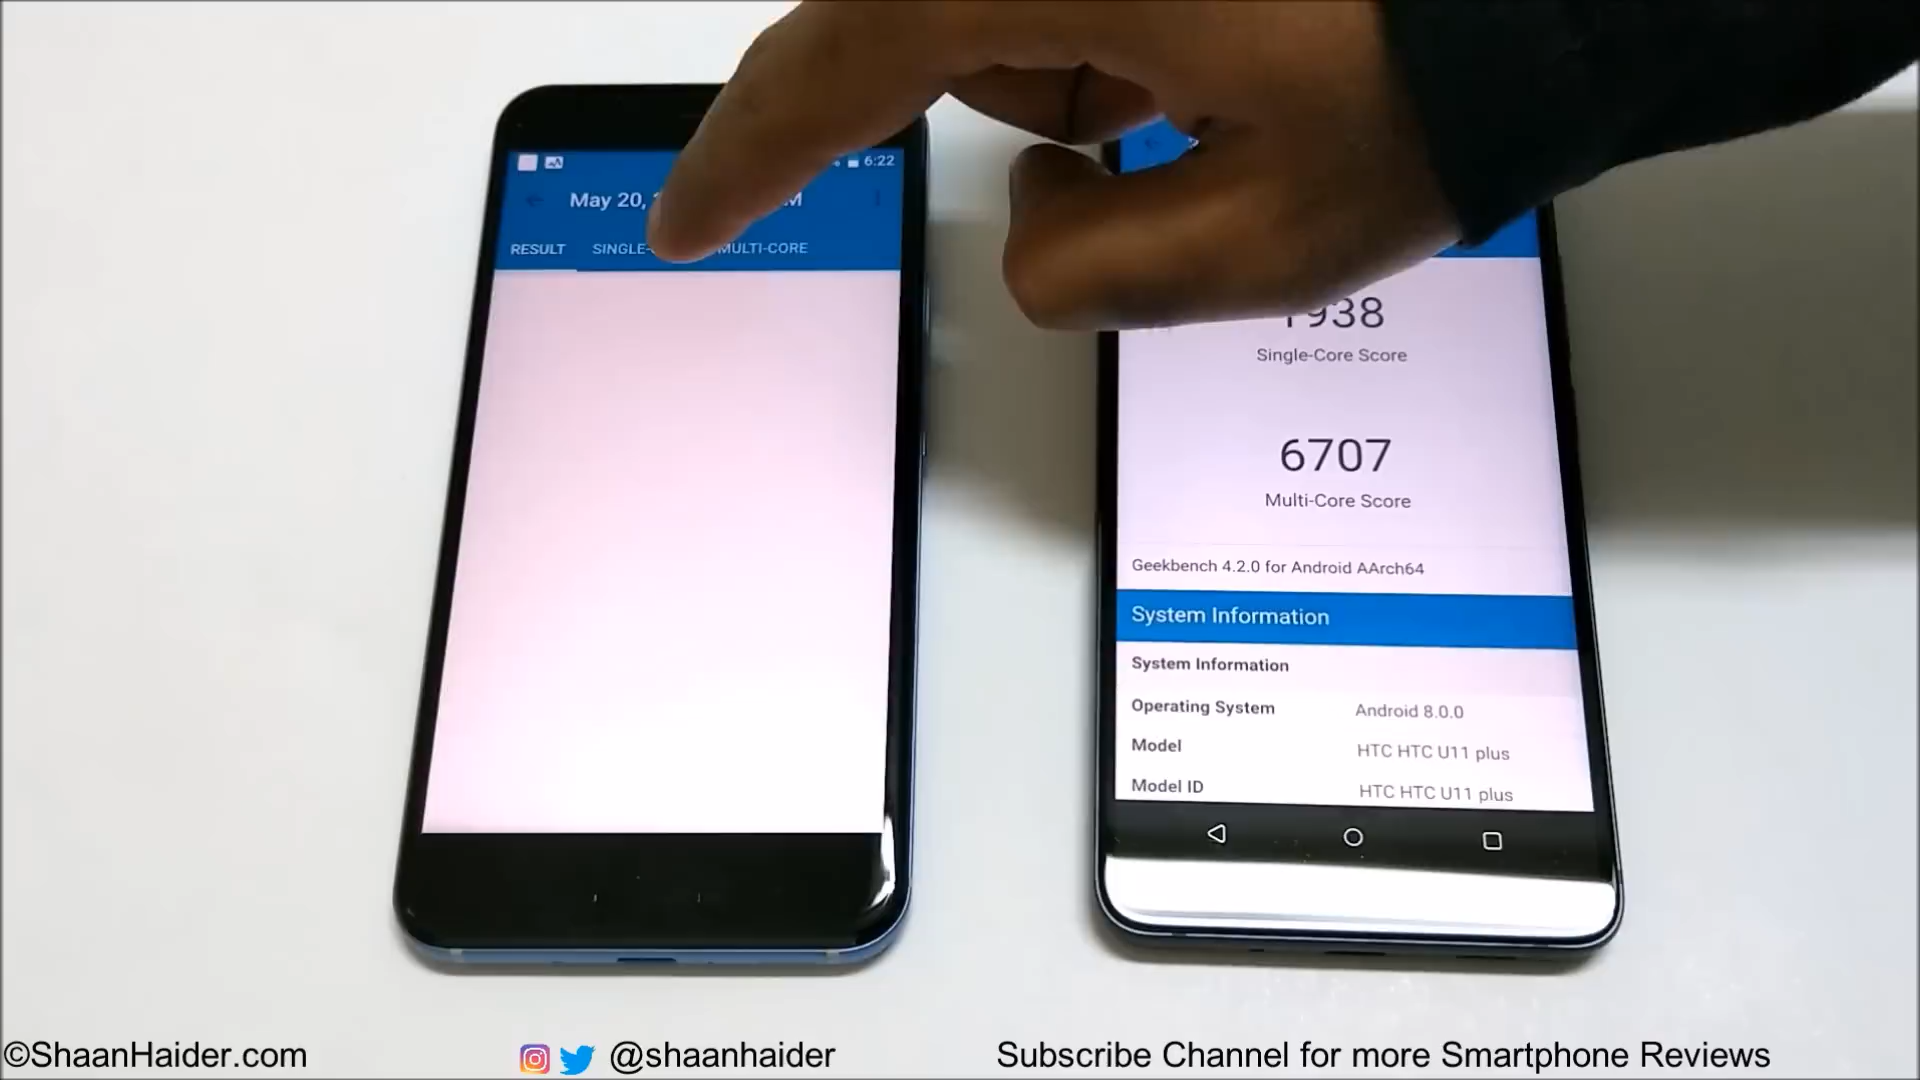 6:22
May 20,
RESULT SINGLE- MULTI-CORE
1938
Single-Core Score
6707
Multi-Core Score
Geekbench 4.2.0 for Android AArch64
System Information
System Information
Operating System Android 8.0.0
Model HTC HTC U11 plus
Model ID HTC HTC U11 plus
©ShaanHaider.com @shaanhaider Subscribe Channel for more Smartphone Reviews